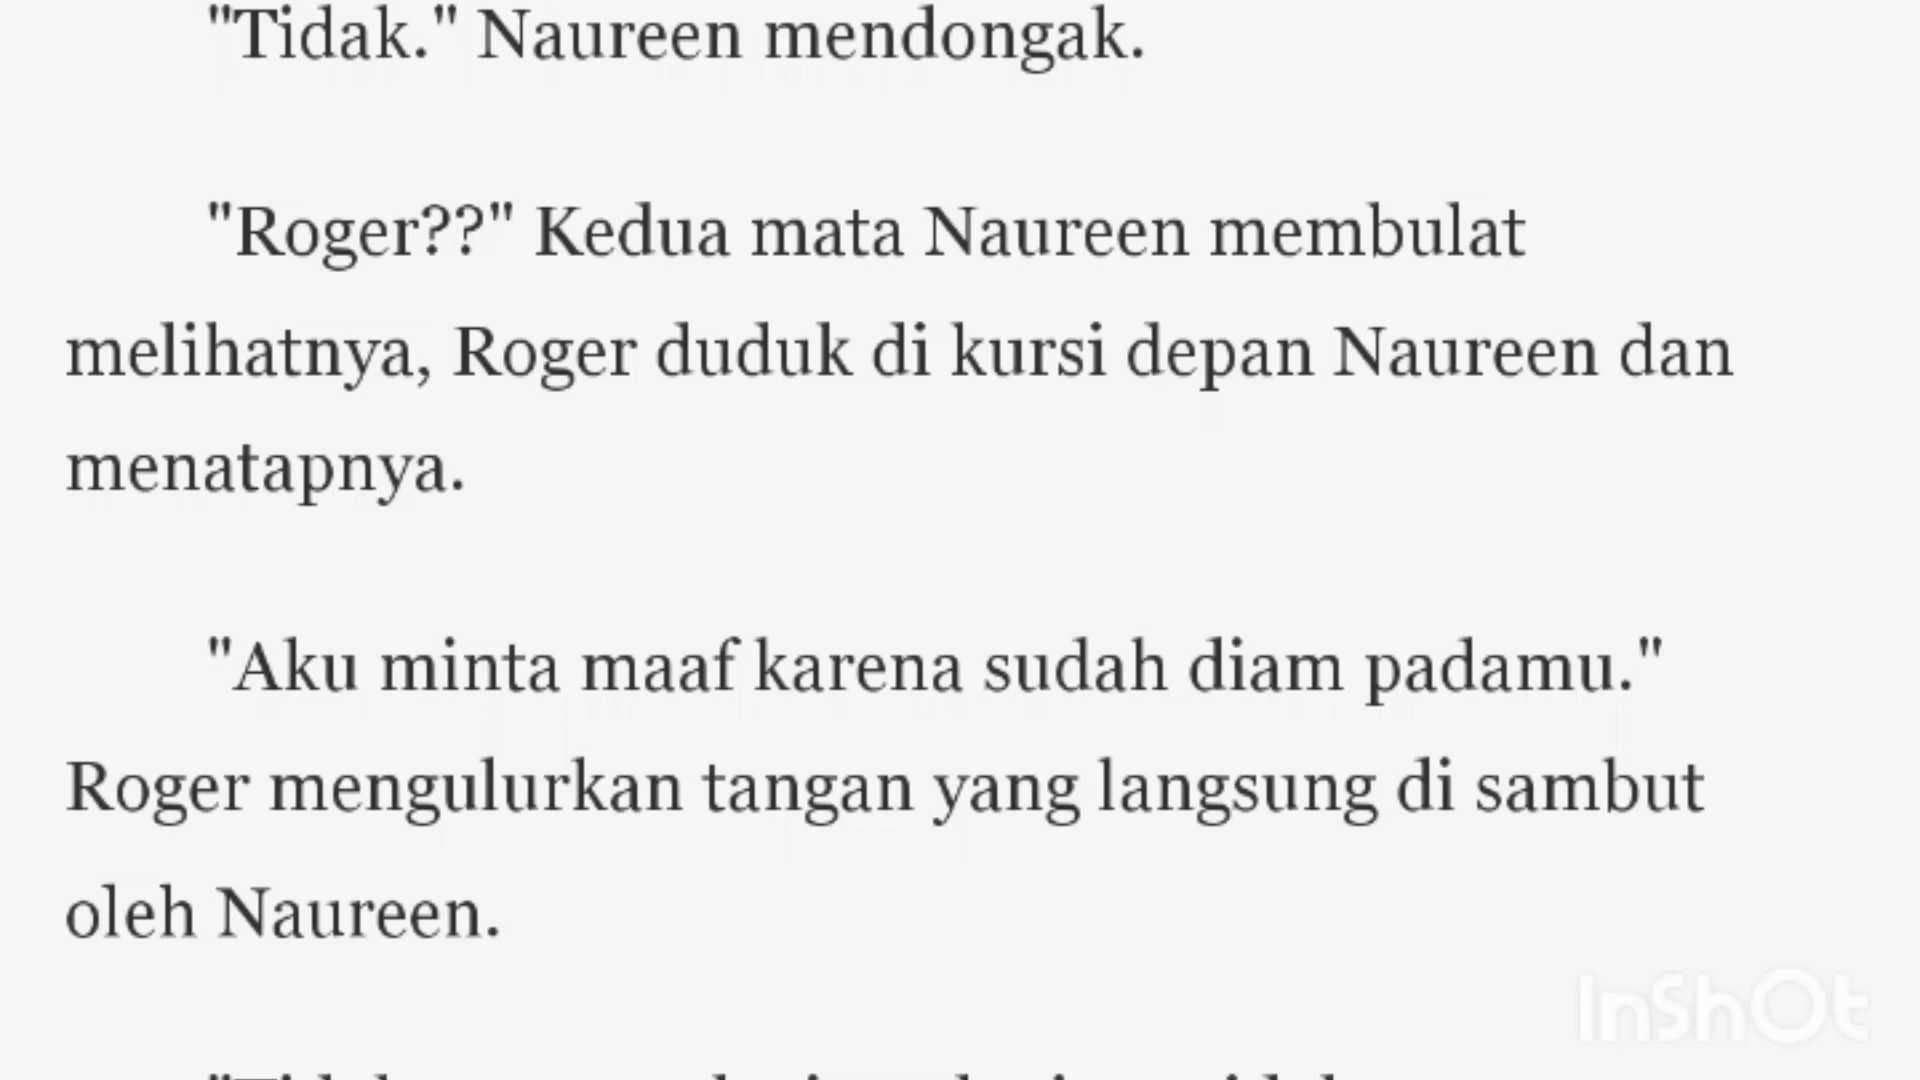 "Tidak." Naureen mendongak.
"Roger??" Kedua mata Naureen membulat
melihatnya, Roger duduk di kursi depan Naureen dan
menatapnya.
"Aku minta maaf karena sudah diam padamu."
Roger mengulurkan tangan yang langsung di sambut
oleh Naureen.
InShOt